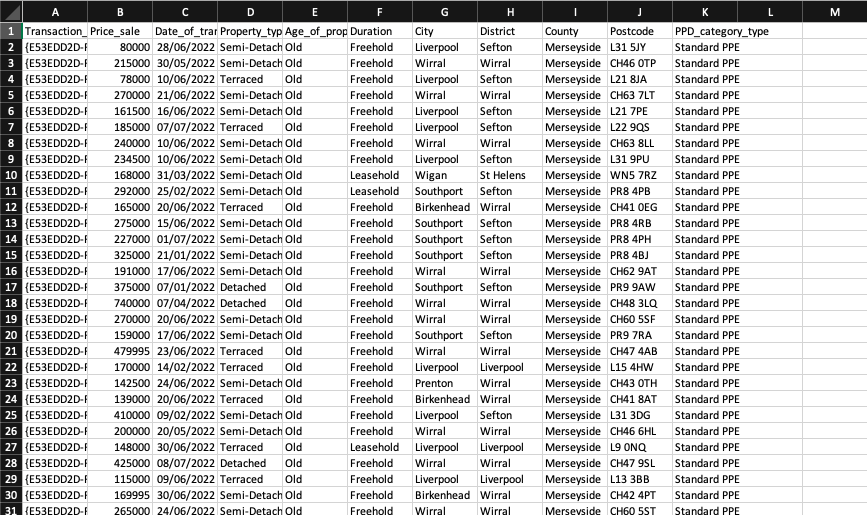 A B C D E F G H I J K L M
1 Transaction_ Price_sale Date_of_tran Property_typ Age_of_prop Duration City District County Postcode PPD_category_type
2 {E53EDD2D-F 80000 28/06/2022 Semi-Detach Old Freehold Liverpool Sefton Merseyside L31 5JY Standard PPE
3 {E53EDD2D-F 215000 30/05/2022 Semi-Detach Old Freehold Wirral Wirral Merseyside CH46 0TP Standard PPE
4 {E53EDD2D-F 78000 10/06/2022 Terraced Old Freehold Liverpool Sefton Merseyside L21 8JA Standard PPE
5 {E53EDD2D-F 270000 21/06/2022 Semi-Detach Old Freehold Wirral Wirral Merseyside CH63 7LT Standard PPE
6 {E53EDD2D-F 161500 16/06/2022 Semi-Detach Old Freehold Liverpool Sefton Merseyside L21 7PE Standard PPE
7 {E53EDD2D-F 185000 07/07/2022 Terraced Old Freehold Liverpool Sefton Merseyside L22 9QS Standard PPE
8 {E53EDD2D-F 240000 10/06/2022 Semi-Detach Old Freehold Wirral Wirral Merseyside CH63 8LL Standard PPE
9 {E53EDD2D-F 234500 10/06/2022 Semi-Detach Old Freehold Liverpool Sefton Merseyside L31 9PU Standard PPE
10 {E53EDD2D-F 168000 31/03/2022 Semi-Detach Old Leasehold Wigan St Helens Merseyside WN5 7RZ Standard PPE
11 {E53EDD2D-F 292000 25/02/2022 Semi-Detach Old Leasehold Southport Sefton Merseyside PR8 4PB Standard PPE
12 {E53EDD2D-F 165000 20/06/2022 Terraced Old Freehold Birkenhead Wirral Merseyside CH41 0EG Standard PPE
13 {E53EDD2D-F 275000 15/06/2022 Semi-Detach Old Freehold Southport Sefton Merseyside PR8 4RB Standard PPE
14 {E53EDD2D-F 227000 01/07/2022 Semi-Detach Old Freehold Southport Sefton Merseyside PR8 4PH Standard PPE
15 {E53EDD2D-F 325000 21/01/2022 Semi-Detach Old Freehold Southport Sefton Merseyside PR8 4BJ Standard PPE
16 {E53EDD2D-F 191000 17/06/2022 Semi-Detach Old Freehold Wirral Wirral Merseyside CH62 9AT Standard PPE
17 {E53EDD2D-F 375000 07/01/2022 Detached Old Freehold Southport Sefton Merseyside PR9 9AW Standard PPE
18 {E53EDD2D-F 740000 07/04/2022 Detached Old Freehold Wirral Wirral Merseyside CH48 3LQ Standard PPE
19 {E53EDD2D-F 270000 20/06/2022 Semi-Detach Old Freehold Wirral Wirral Merseyside CH60 5SF Standard PPE
20 {E53EDD2D-F 159000 17/06/2022 Semi-Detach Old Freehold Southport Sefton Merseyside PR9 7RA Standard PPE
21 {E53EDD2D-F 479995 23/06/2022 Terraced Old Freehold Wirral Wirral Merseyside CH47 4AB Standard PPE
22 {E53EDD2D-F 170000 14/02/2022 Terraced Old Freehold Liverpool Liverpool Merseyside L15 4HW Standard PPE
23 {E53EDD2D-F 142500 24/06/2022 Semi-Detach Old Freehold Prenton Wirral Merseyside CH43 0TH Standard PPE
24 {E53EDD2D-F 139000 20/06/2022 Terraced Old Freehold Birkenhead Wirral Merseyside CH41 8AT Standard PPE
25 {E53EDD2D-F 410000 09/02/2022 Semi-Detach Old Freehold Liverpool Sefton Merseyside L31 3DG Standard PPE
26 {E53EDD2D-F 200000 20/05/2022 Semi-Detach Old Freehold Wirral Wirral Merseyside CH46 6HL Standard PPE
27 {E53EDD2D-F 148000 30/06/2022 Terraced Old Leasehold Liverpool Liverpool Merseyside L9 0NQ Standard PPE
28 {E53EDD2D-F 425000 08/07/2022 Detached Old Freehold Wirral Wirral Merseyside CH47 9SL Standard PPE
29 {E53EDD2D-F 115000 09/06/2022 Terraced Old Freehold Liverpool Liverpool Merseyside L13 3BB Standard PPE
30 {E53EDD2D-F 169995 30/06/2022 Semi-Detach Old Freehold Birkenhead Wirral Merseyside CH42 4PT Standard PPE
31 {E53EDD2D-F 265000 24/06/2022 Semi-Detach Old Freehold Wirral Wirral Merseyside CH60 5ST Standard PPE